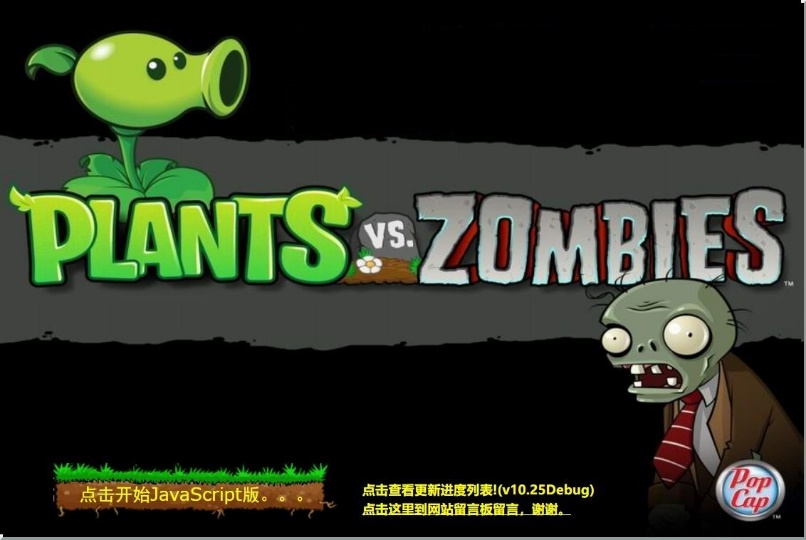 PLANTS VS. ZOMBIES™
点击开始JavaScript版。。。
点击查看更新进度列表!(v10.25Debug)
点击这里到网站留言板留言，谢谢。
Pop
Cap
™